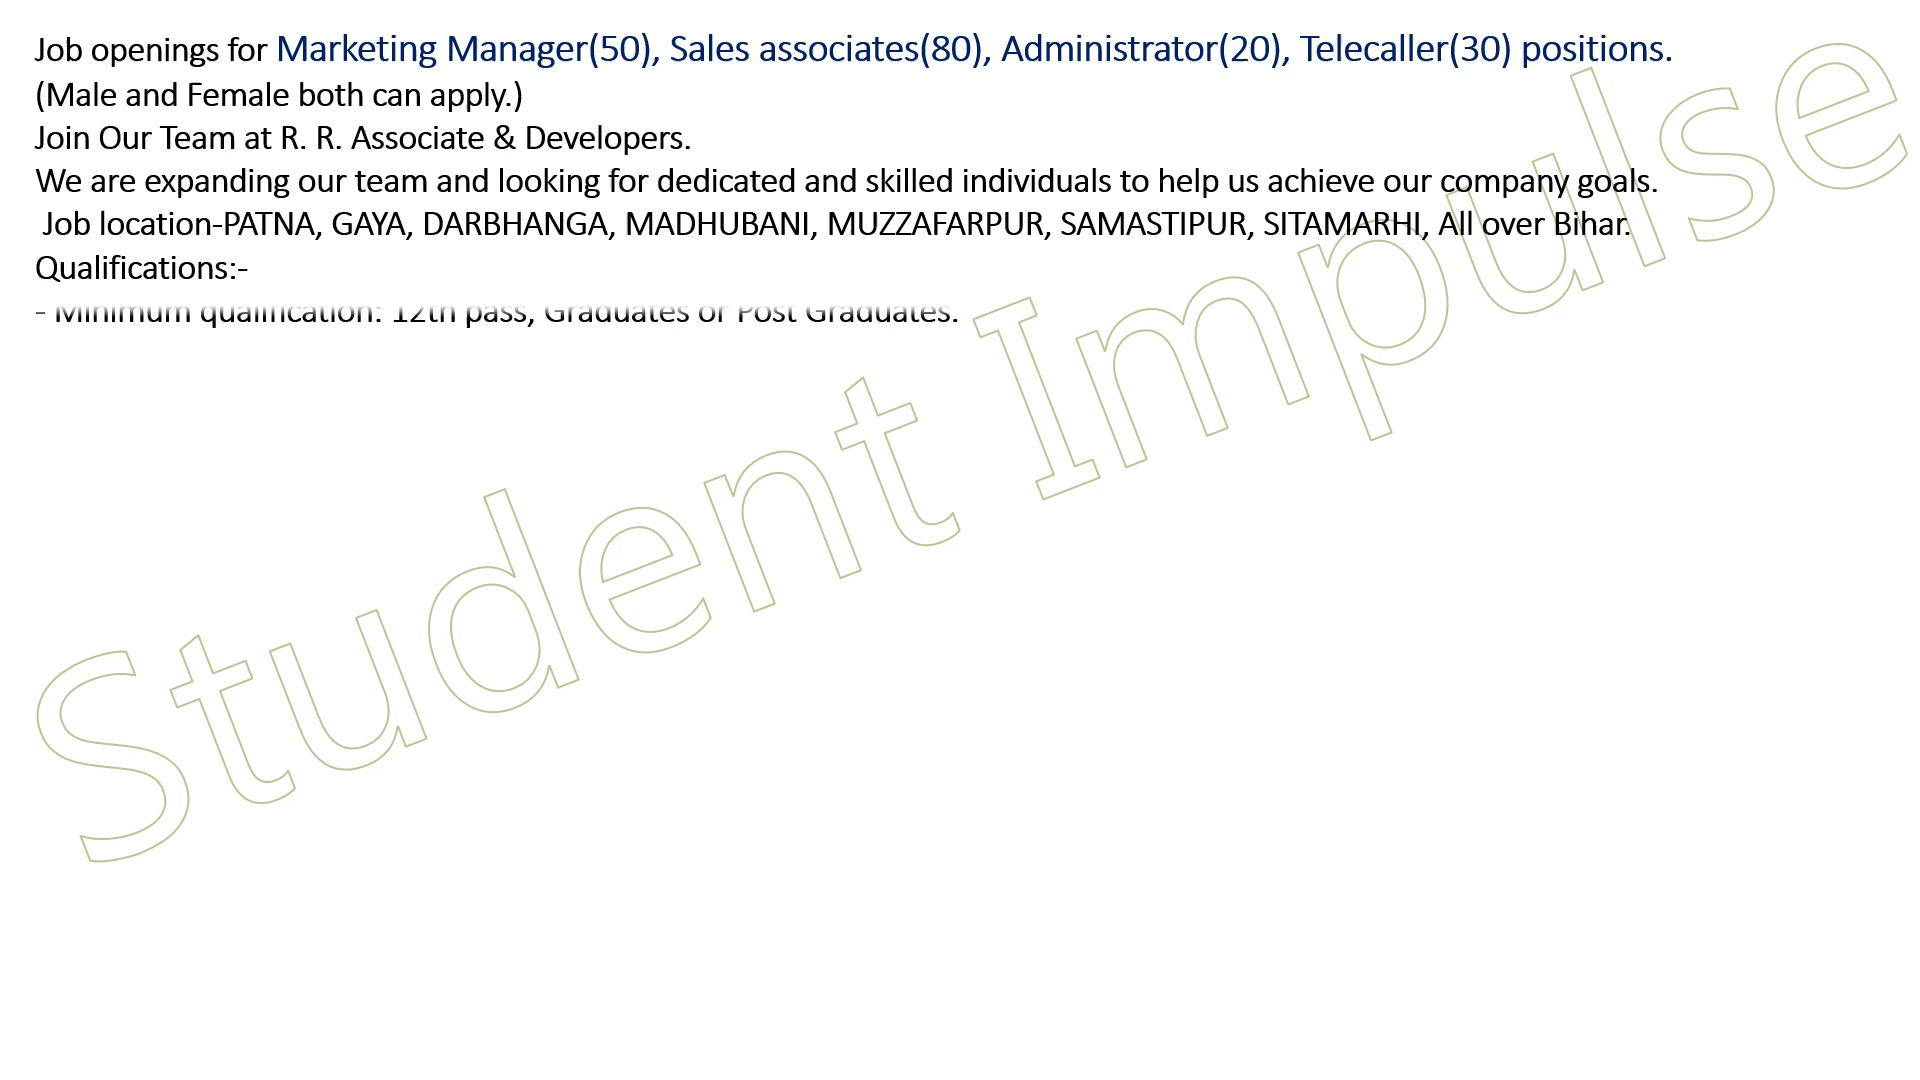 Job openings for Marketing Manager(50), Sales associates(80), Administrator(20), Telecaller(30) positions.
(Male and Female both can apply.)
Join Our Team at R. R. Associate & Developers.
We are expanding our team and looking for dedicated and skilled individuals to help us achieve our company goals.
Job location-PATNA, GAYA, DARBHANGA, MADHUBANI, MUZZAFARPUR, SAMASTIPUR, SITAMARHI, All over Bihar.
Qualifications:-
- Minimum qualification: 12th pass, Graduates or Post Graduates.
Student Impulse